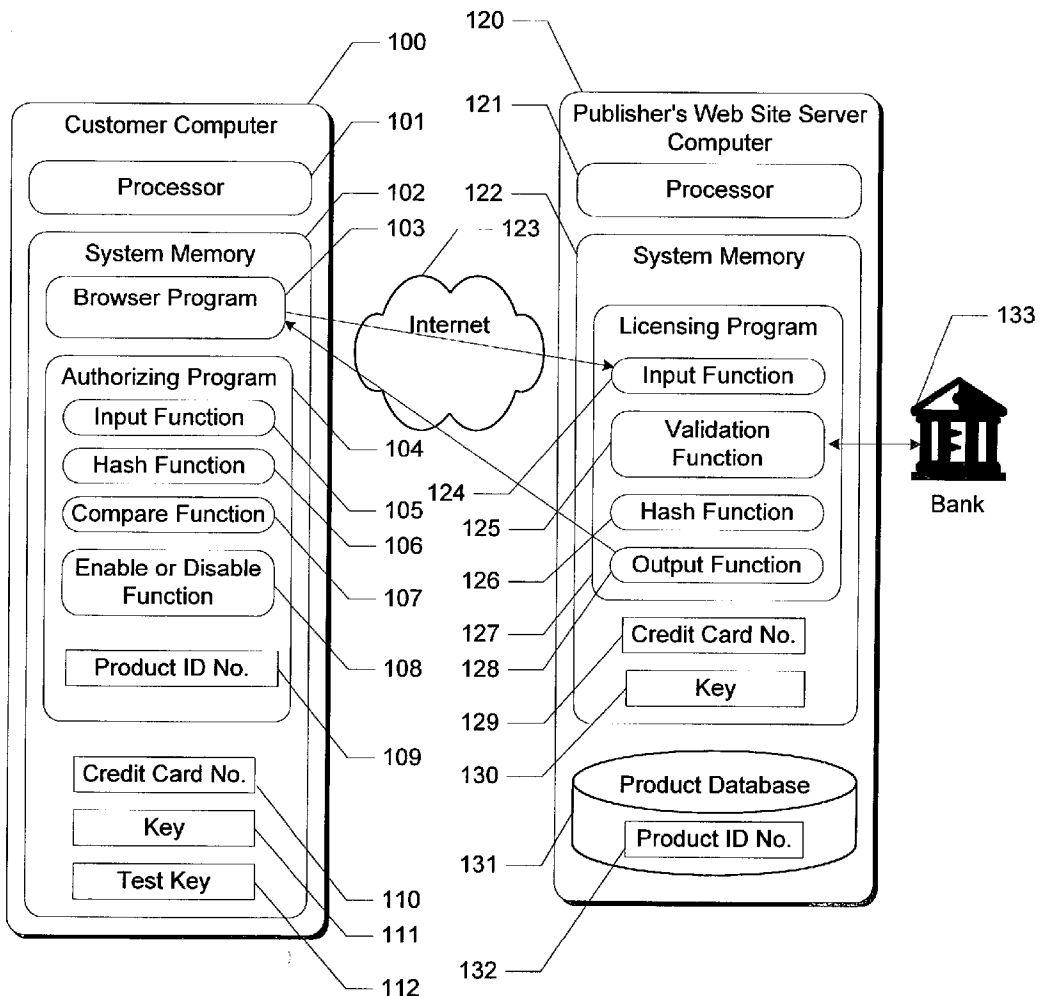 100
Customer Computer
101
Processor
102
System Memory
103
Browser Program
Authorizing Program
Input Function
104
Hash Function
105
Compare Function
106
Enable or Disable
Function
107
Product ID No.
108
109
Credit Card No.
Key
Test Key
110
111
112
123
Internet
120
Publisher's Web Site Server
Computer
121
Processor
122
System Memory
Licensing Program
Input Function
124
Validation
Function
125
Hash Function
126
Output Function
127
128
Credit Card No.
129
Key
130
Product Database
Product ID No.
131
132
133
Bank